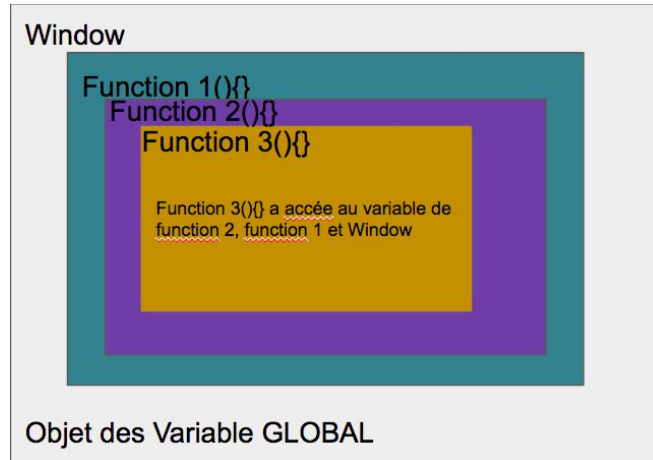 Window
Function 1(){}
Function 2(){}
Function 3(){}
Function 3(){} a accée au variable de
function 2, function 1 et Window
Objet des Variable GLOBAL